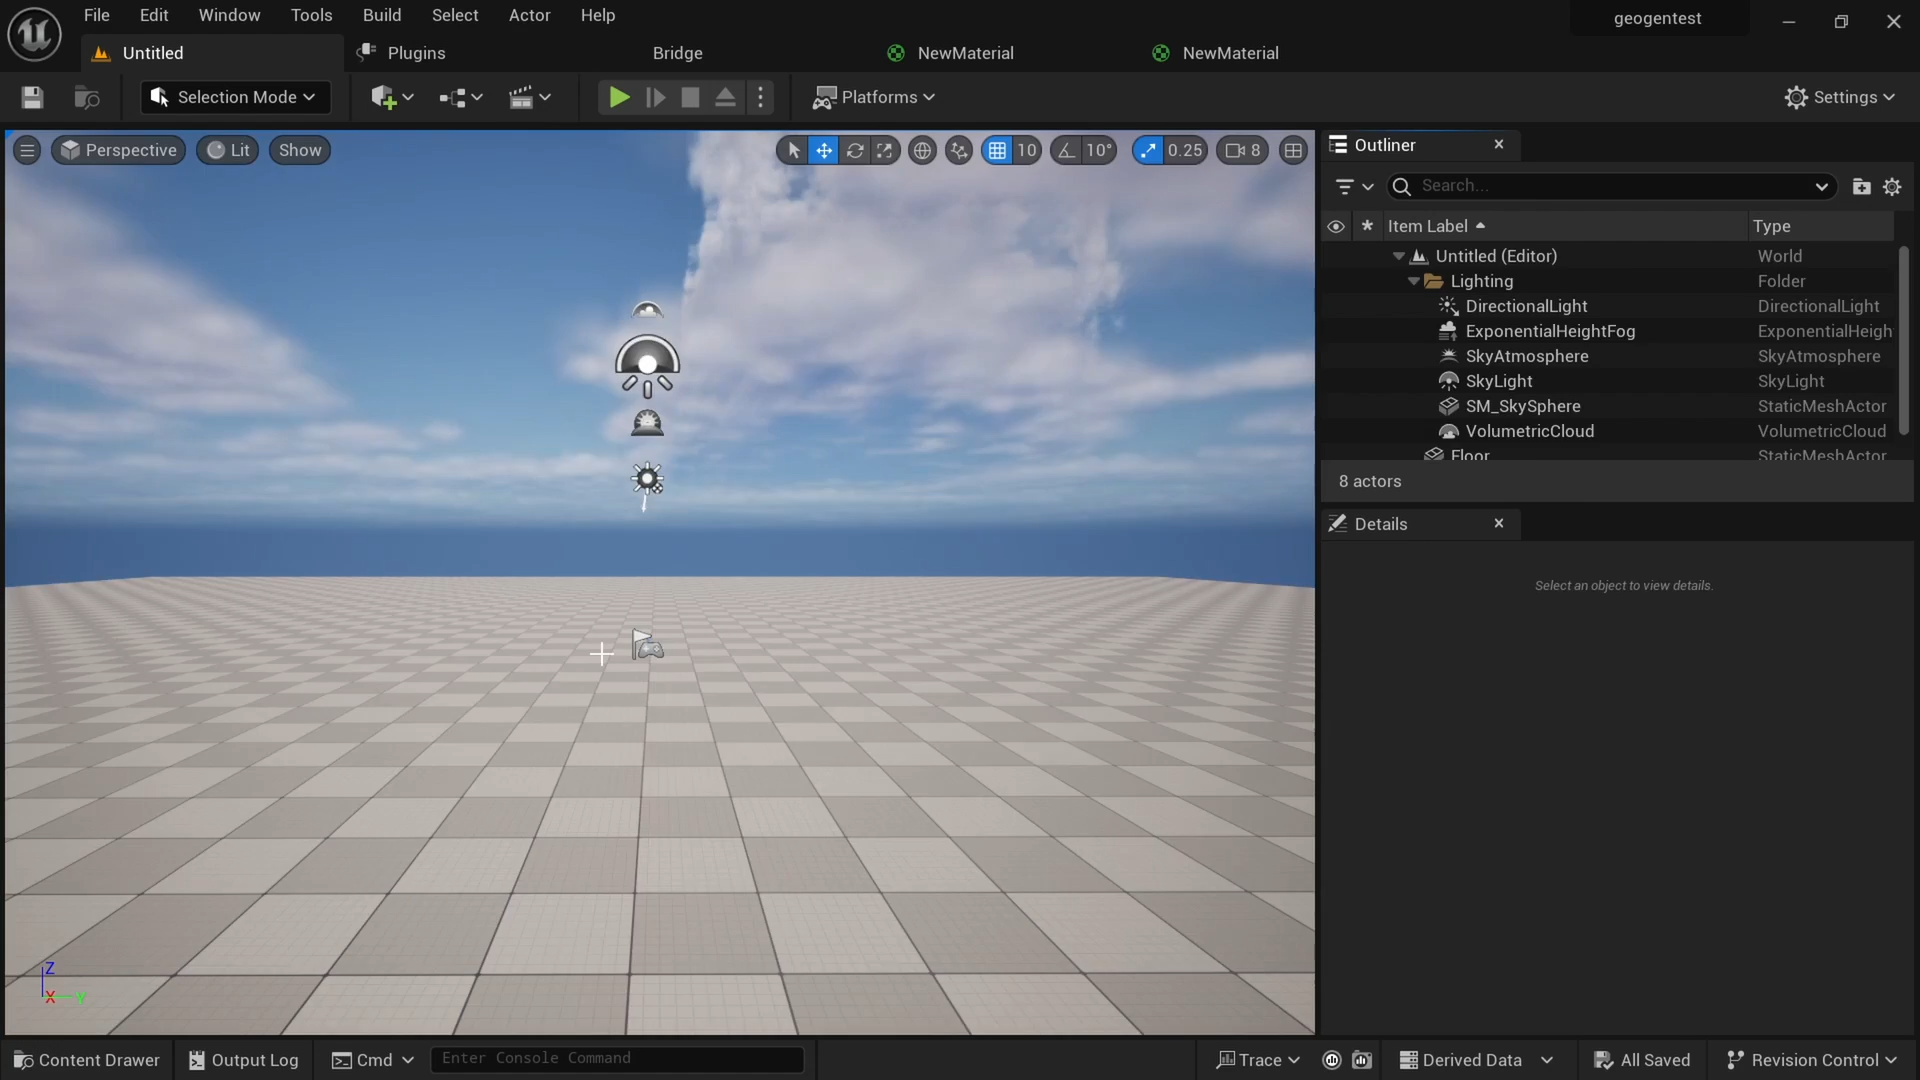 File Edit Window Tools Build Select Actor Help
geogentest
Untitled Plugins Bridge NewMaterial NewMaterial
Selection Mode Platforms Settings
Perspective Lit Show 10 10° 0.25 8
Outliner
Search...
Item Label Type
Untitled (Editor) World
Lighting Folder
DirectionalLight DirectionalLight
ExponentialHeightFog ExponentialHeigh
SkyAtmosphere SkyAtmosphere
SkyLight SkyLight
SM_SkySphere StaticMeshActor
VolumetricCloud VolumetricCloud
Floor StaticMeshActor
8 actors
Details
Select an object to view details.
Z
X Y
Content Drawer Output Log Cmd Enter Console Command Trace Derived Data All Saved Revision Control